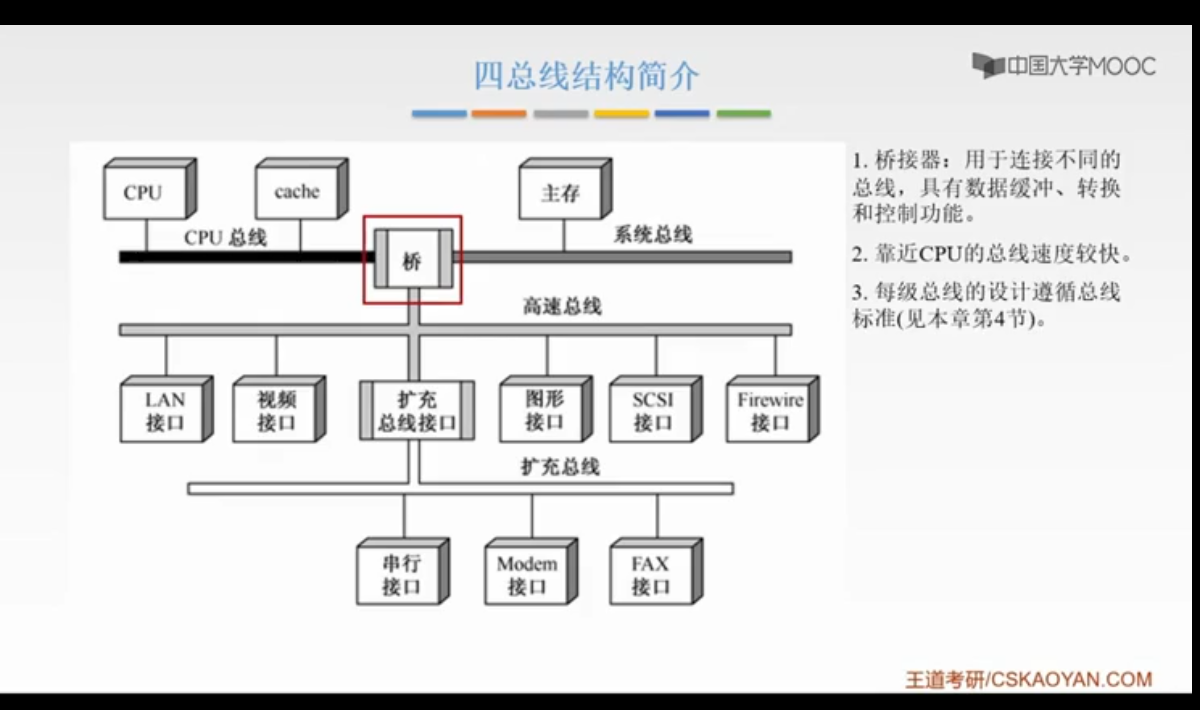 四总线结构简介
中国大学MOOC
CPU
cache
主存
CPU 总线
桥
系统总线
高速总线
LAN
接口
视频
接口
扩充
总线接口
图形
接口
SCSI
接口
Firewire
接口
扩充总线
串行
接口
Modem
接口
FAX
接口
1. 桥接器：用于连接不同的
总线，具有数据缓冲、转换
和控制功能。
2. 靠近CPU的总线速度较快。
3. 每级总线的设计遵循总线
标准(见本章第4节)。
王道考研/CSKAOYAN.COM